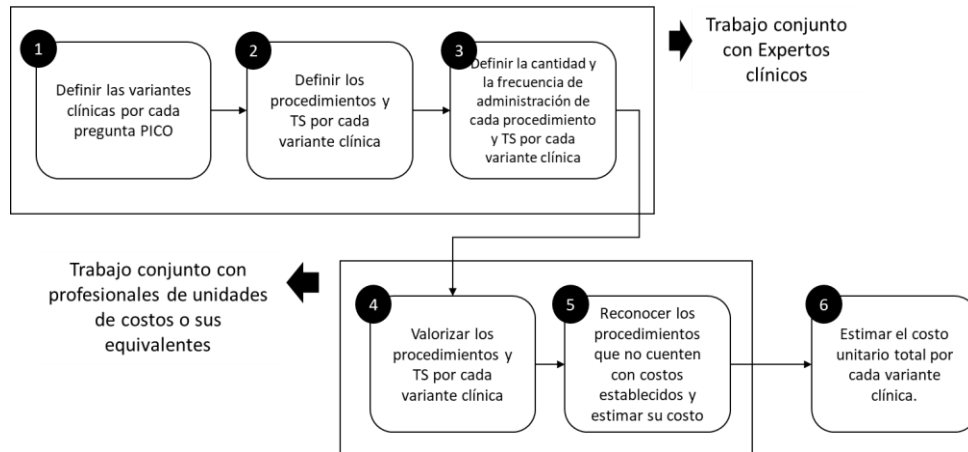 1
Definir las variantes
clínicas por cada
pregunta PICO
2
Definir los
procedimientos y
TS por cada
variante clínica
3
Definir la cantidad y
la frecuencia de
administración de
cada procedimiento
y TS por cada
variante clínica
Trabajo conjunto
con Expertos
clínicos
Trabajo conjunto con
profesionales de unidades
de costos o sus
equivalentes
4
Valorizar los
procedimientos y
TS por cada
variante clínica
5
Reconocer los
procedimientos
que no cuenten
con costos
establecidos y
estimar su costo
6
Estimar el costo
unitario total por
cada variante
clínica.